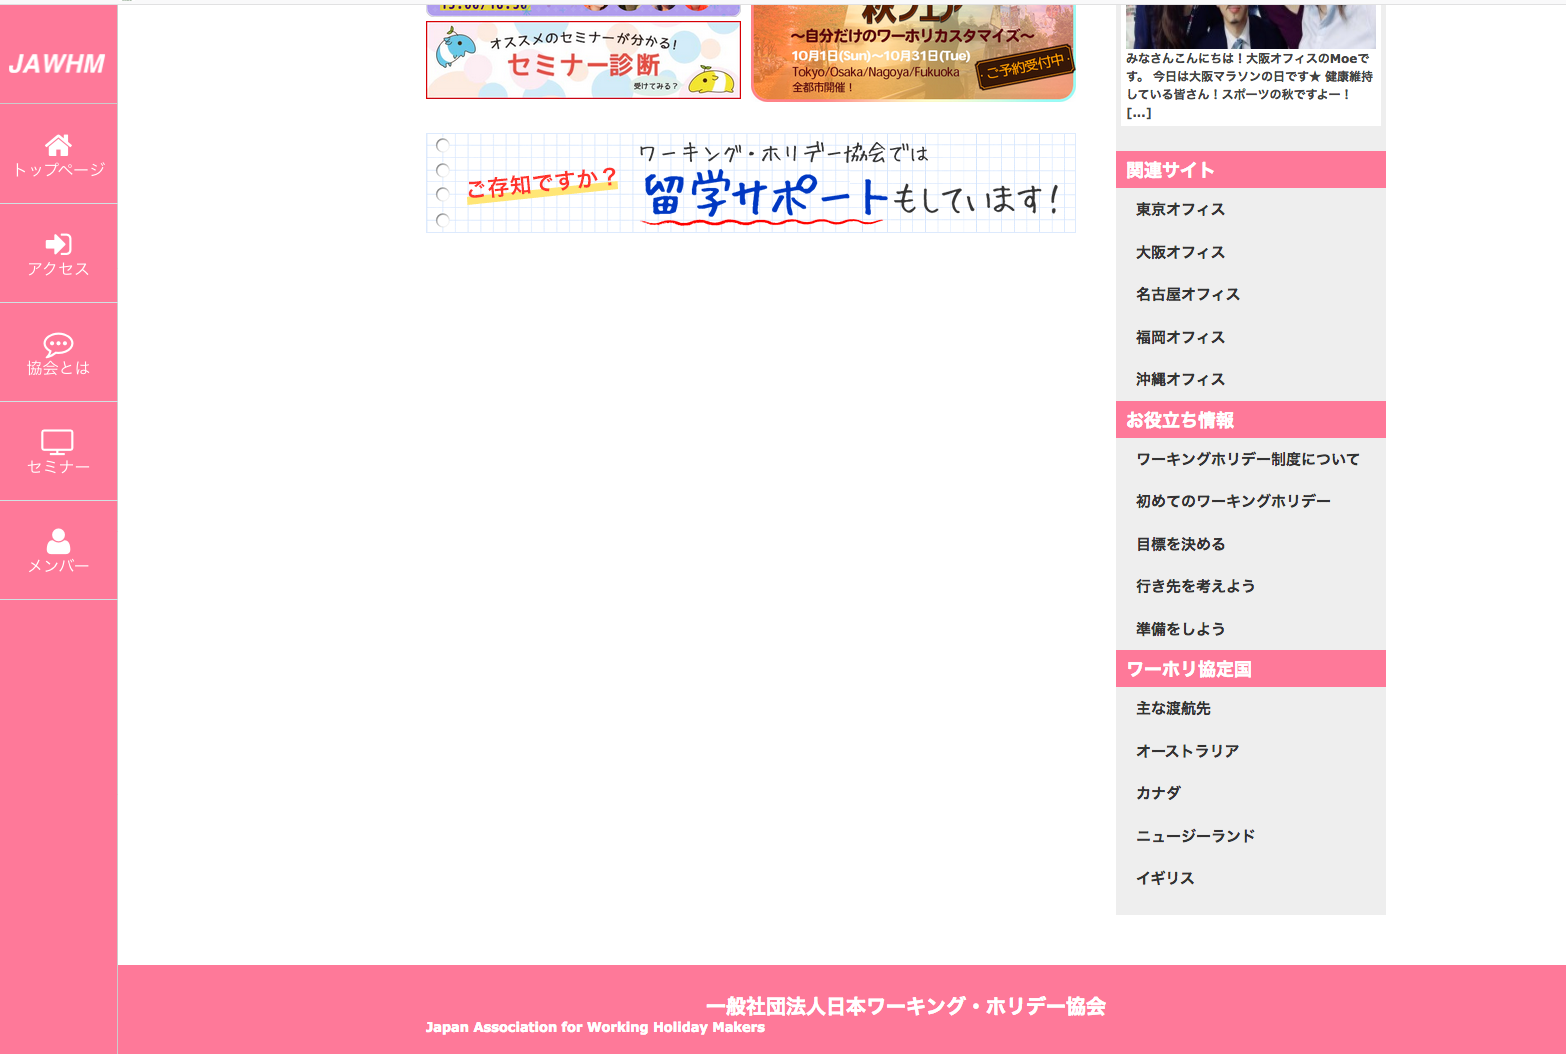 JAWHM
トップページ
アクセス
協会とは
セミナー
メンバー
オススメのセミナーが分かる!
セミナー診断
受けてみる?
秋フェア
〜自分だけのワーホリカスタマイズ〜
10月1日(Sun)〜10月31日(Tue)
Tokyo/Osaka/Nagoya/Fukuoka
全都市開催！
ご予約受付中
ご存知ですか？
ワーキング・ホリデー協会では
留学サポートもしています!
みなさんこんにちは！大阪オフィスのMoeで
す。 今日は大阪マラソンの日です★ 健康維持
している皆さん！スポーツの秋ですよー！
[...]
関連サイト
東京オフィス
大阪オフィス
名古屋オフィス
福岡オフィス
沖縄オフィス
お役立ち情報
ワーキングホリデー制度について
初めてのワーキングホリデー
目標を決める
行き先を考えよう
準備をしよう
ワーホリ協定国
主な渡航先
オーストラリア
カナダ
ニュージーランド
イギリス
一般社団法人日本ワーキング・ホリデー協会
Japan Association for Working Holiday Makers